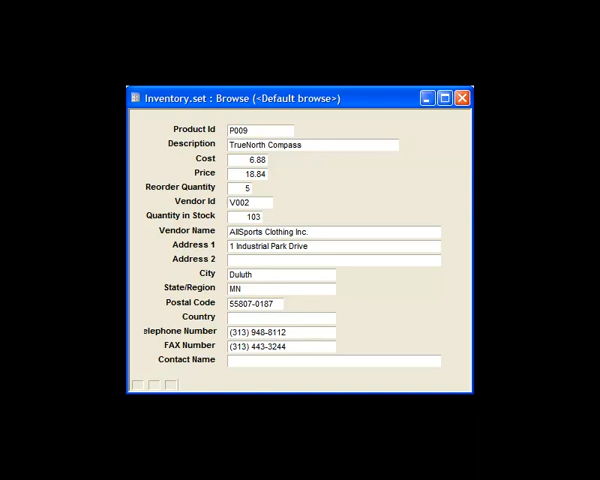 Inventory.set : Browse (<Default browse>)
Product Id P009
Description TrueNorth Compass
Cost 6.88
Price 18.84
Reorder Quantity 5
Vendor Id V002
Quantity in Stock 103
Vendor Name AllSports Clothing Inc.
Address 1 1 Industrial Park Drive
Address 2
City Duluth
State/Region MN
Postal Code 55807-0187
Country
elephone Number (313) 948-8112
FAX Number (313) 443-3244
Contact Name